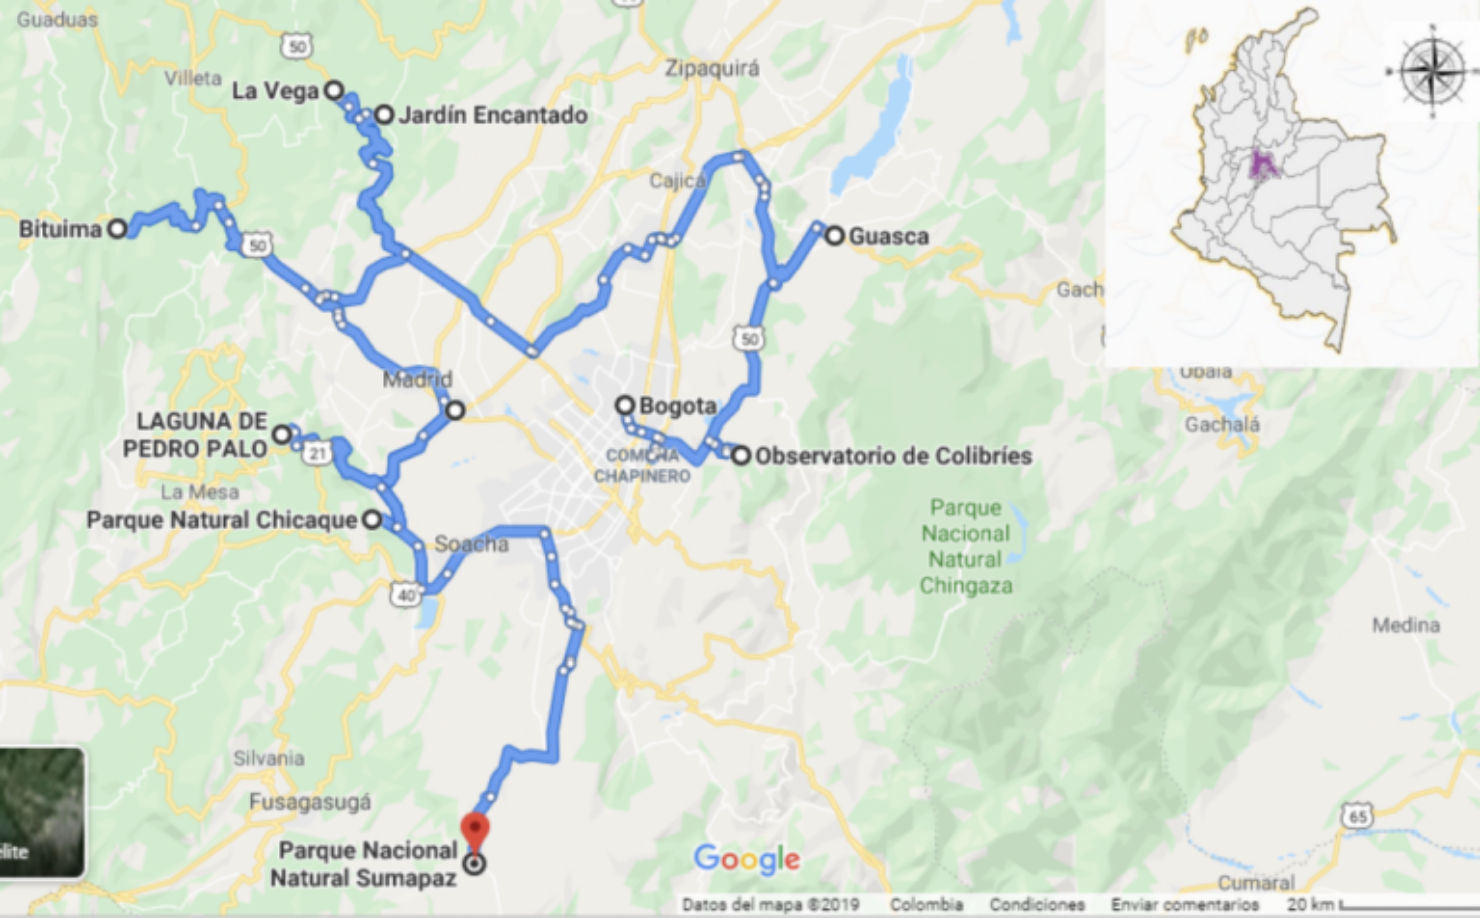 Guaduas
50
Villeta
La Vega
Jardín Encantado
Zipaquirá
Cajicá
Bituima
50
Guasca
Gach
N
50
Madrid
Bogota
LAGUNA DE
PEDRO PALO
21
COMUNA
CHAPINERO
Observatorio de Colibríes
La Mesa
Parque Natural Chicaque
Soacha
40
Parque
Nacional
Natural
Chingaza
Ubalá
Gachalá
Medina
Silvania
Fusagasugá
élite
Parque Nacional
Natural Sumapaz
Google
65
Cumaral
Datos del mapa ©2019 Colombia Condiciones Enviar comentarios 20 km